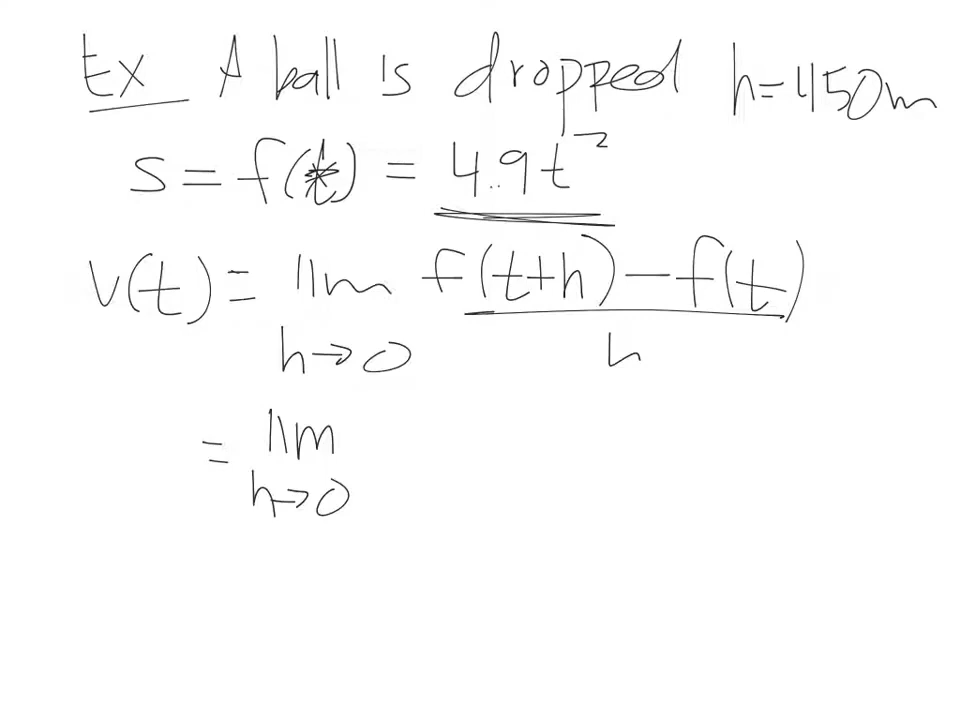 Ex A ball is dropped h=450m
s = f(t) = 4.9t²
v(t) = lim f(t+h) - f(t)
h→0 h
= lim
h→0